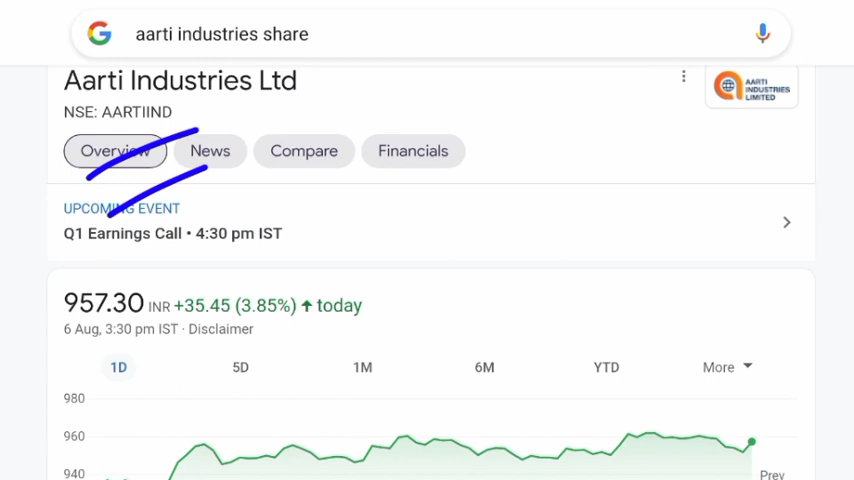 aarti industries share
Aarti Industries Ltd
AARTI
INDUSTRIES
LIMITED
NSE: AARTIIND
Overview News Compare Financials
UPCOMING EVENT
Q1 Earnings Call • 4:30 pm IST
957.30 INR +35.45 (3.85%) ↑ today
6 Aug, 3:30 pm IST · Disclaimer
1D 5D 1M 6M YTD More
980
960
940
Prev